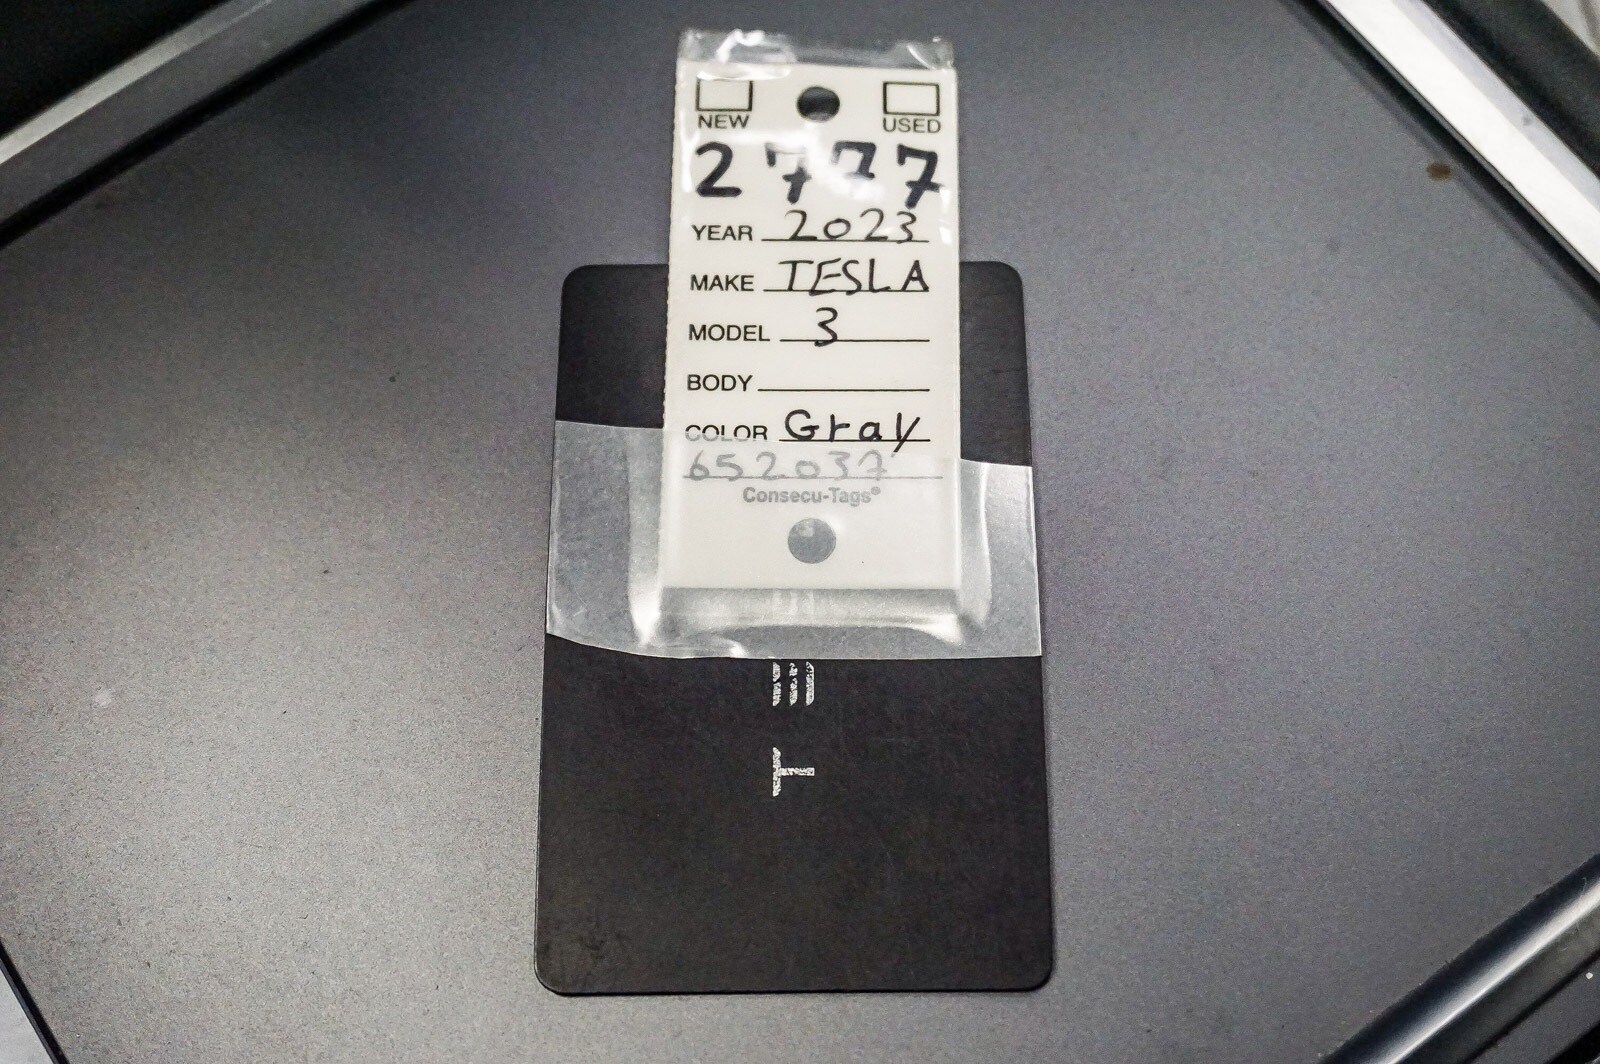 NEW USED
2777
YEAR 2023
MAKE TESLA
MODEL 3
BODY
COLOR Gray
652037
Consecu-Tags®
T E